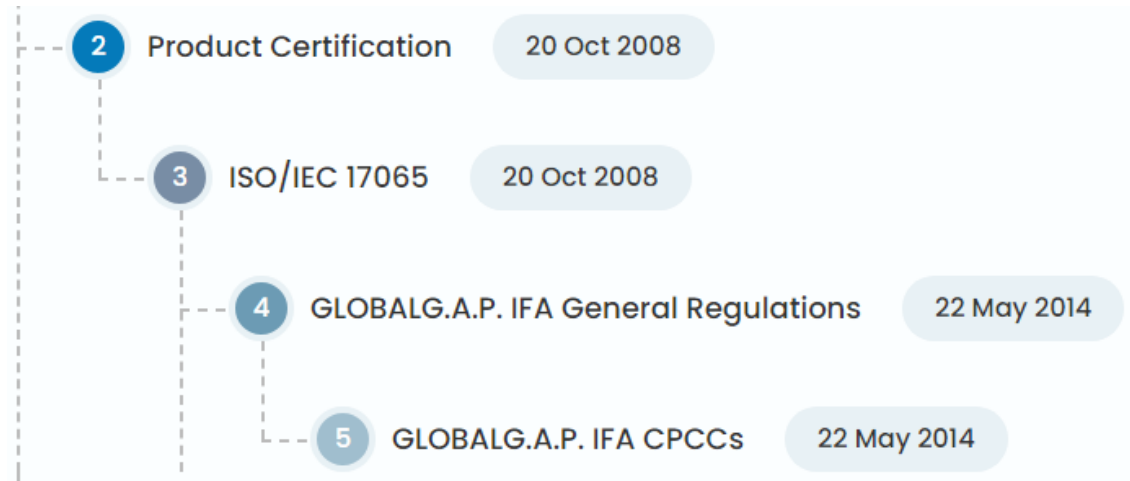 2 Product Certification 20 Oct 2008
3 ISO/IEC 17065 20 Oct 2008
4 GLOBALG.A.P. IFA General Regulations 22 May 2014
5 GLOBALG.A.P. IFA CPCCs 22 May 2014